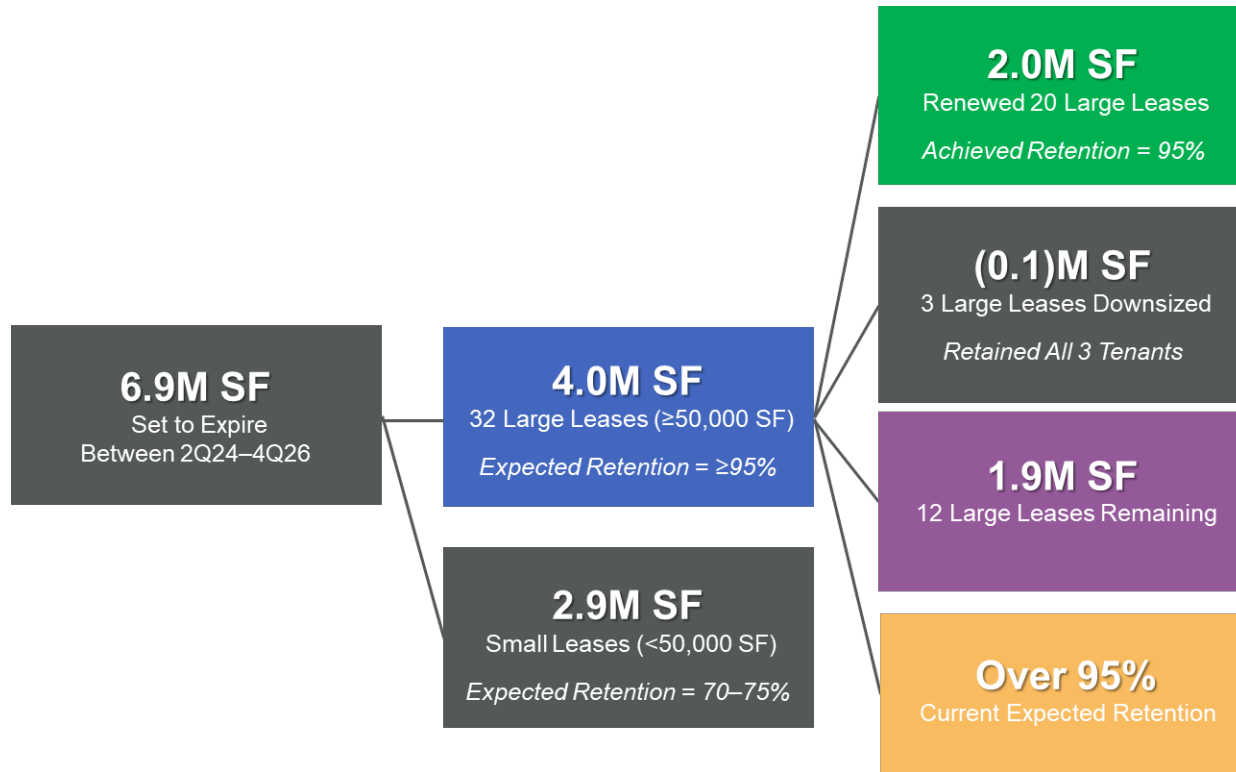 6.9M SF
Set to Expire
Between 2Q24–4Q26
4.0M SF
32 Large Leases (≥50,000 SF)
Expected Retention = ≥95%
2.9M SF
Small Leases (<50,000 SF)
Expected Retention = 70–75%
2.0M SF
Renewed 20 Large Leases
Achieved Retention = 95%
(0.1)M SF
3 Large Leases Downsized
Retained All 3 Tenants
1.9M SF
12 Large Leases Remaining
Over 95%
Current Expected Retention